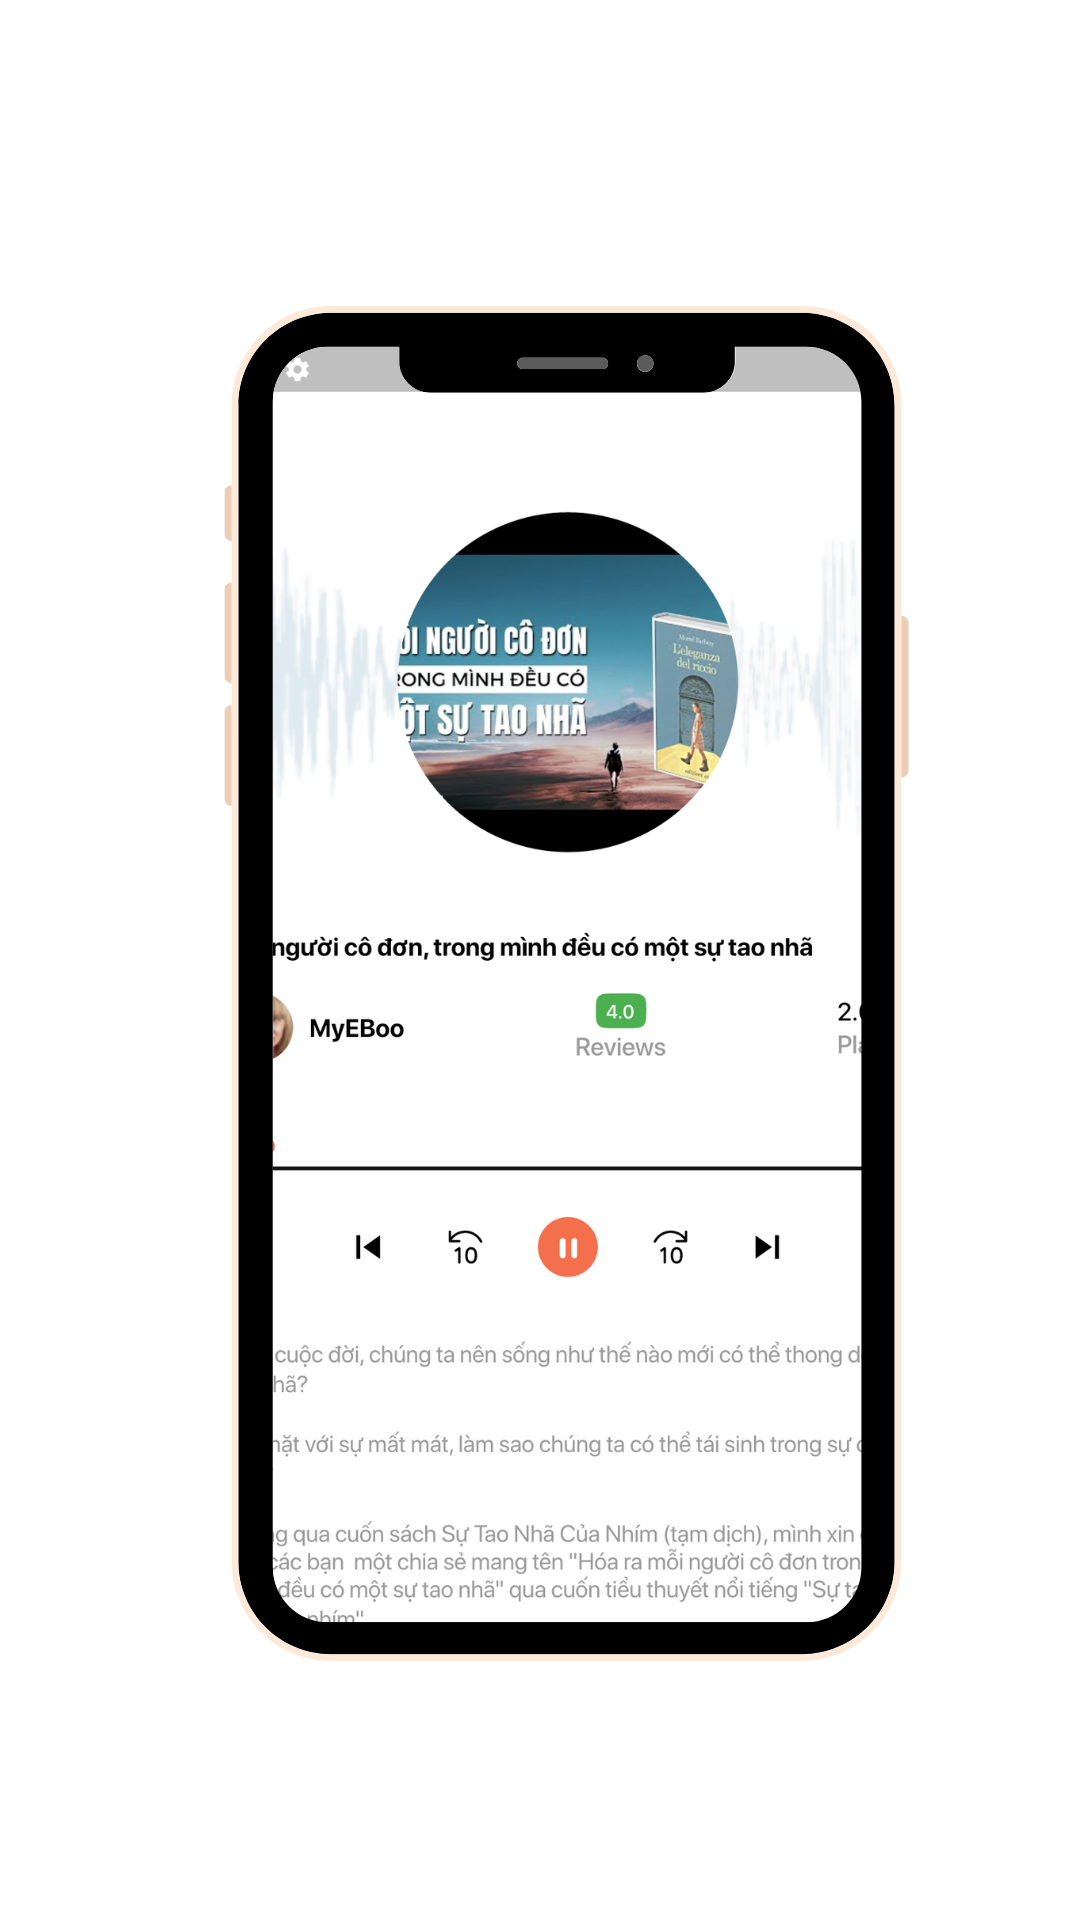 NGƯỜI CÔ ĐƠN
MÌNH ĐỀU CÓ
SỰ TAO NHÃ
Muriel Barbery
L'eleganza
del riccio
người cô đơn, trong mình đều có một sự tao nhã
MyEBoo
4.0
Reviews
2.
10
10
cuộc đời, chúng ta nên sống như thế nào mới có thể thong
hã?
với sự mất mát, làm sao chúng ta có thể tái sinh trong sự
qua cuốn sách Sự Tao Nhã Của Nhím (tạm dịch), mình xin
các bạn một chia sẻ mang tên "Hóa ra mỗi người cô đơn tron
đều có một sự tao nhã" qua cuốn tiểu thuyết nổi tiếng "Sự
nhím"